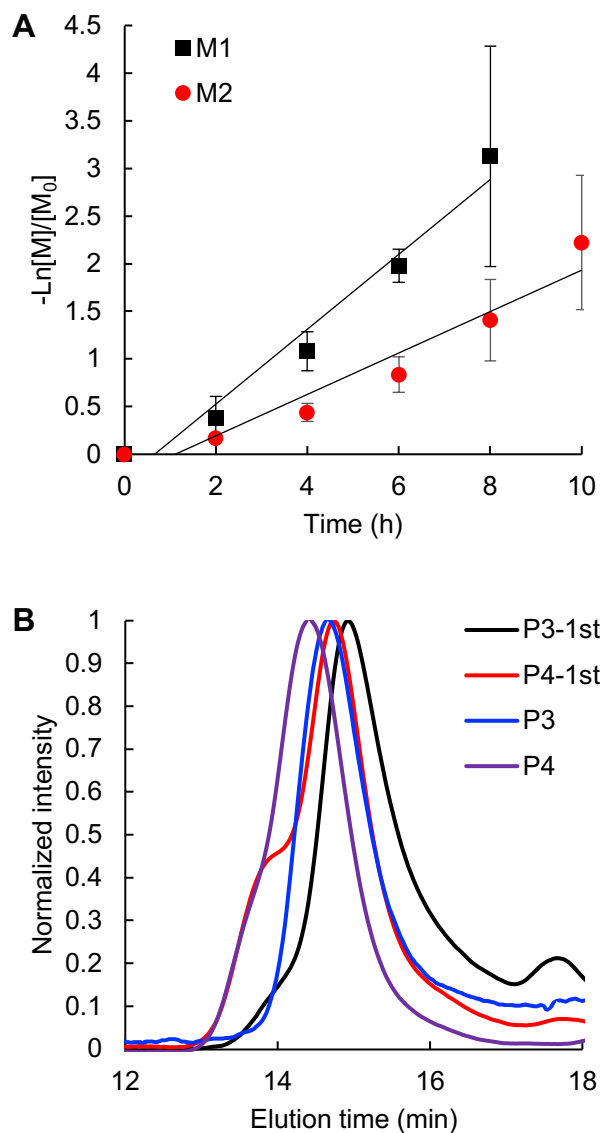 A
M1
M2
4.5
4
3.5
3
2.5
2
1.5
1
0.5
0
-Ln[M]/[M₀]
0 2 4 6 8 10
Time (h)
B
P3-1st
P4-1st
P3
P4
1
0.9
0.8
0.7
0.6
0.5
0.4
0.3
0.2
0.1
0
Normalized intensity
12 14 16 18
Elution time (min)